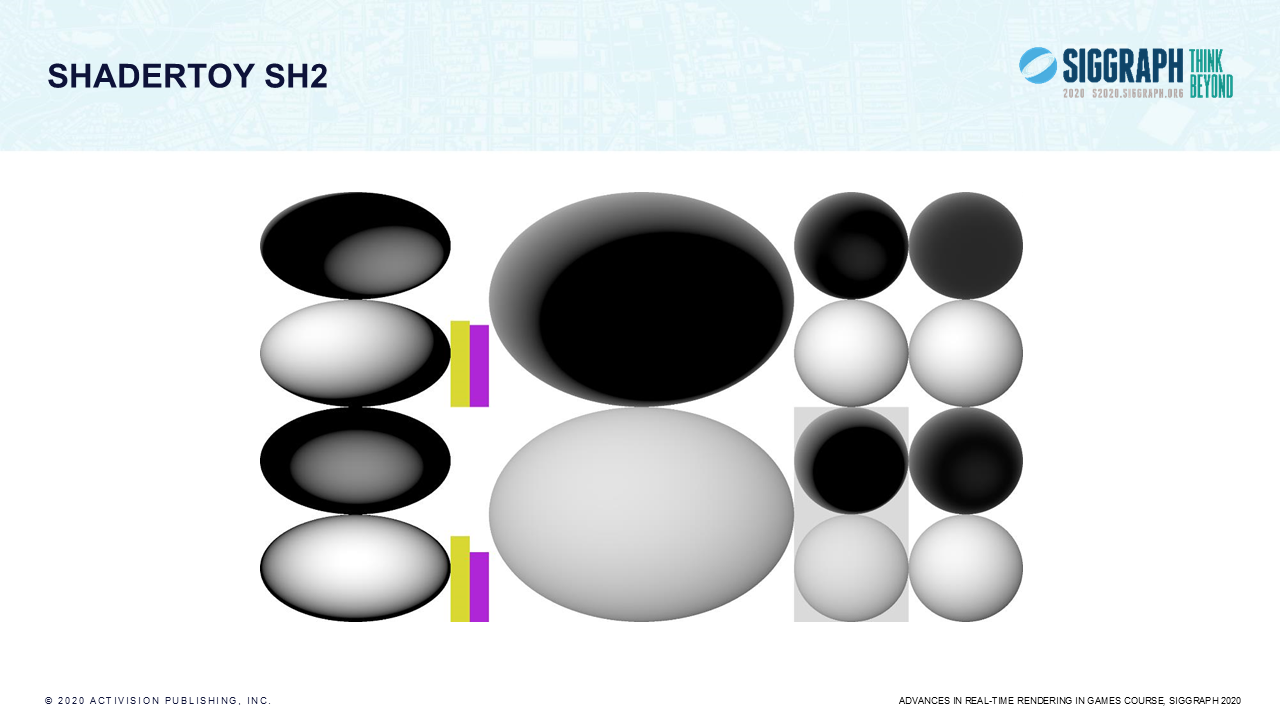 SHADERTOY SH2
SIGGRAPH
THINK
BEYOND
2020 S2020.SIGGRAPH.ORG
© 2020 ACTIVISION PUBLISHING, INC.
ADVANCES IN REAL-TIME RENDERING IN GAMES COURSE, SIGGRAPH 2020